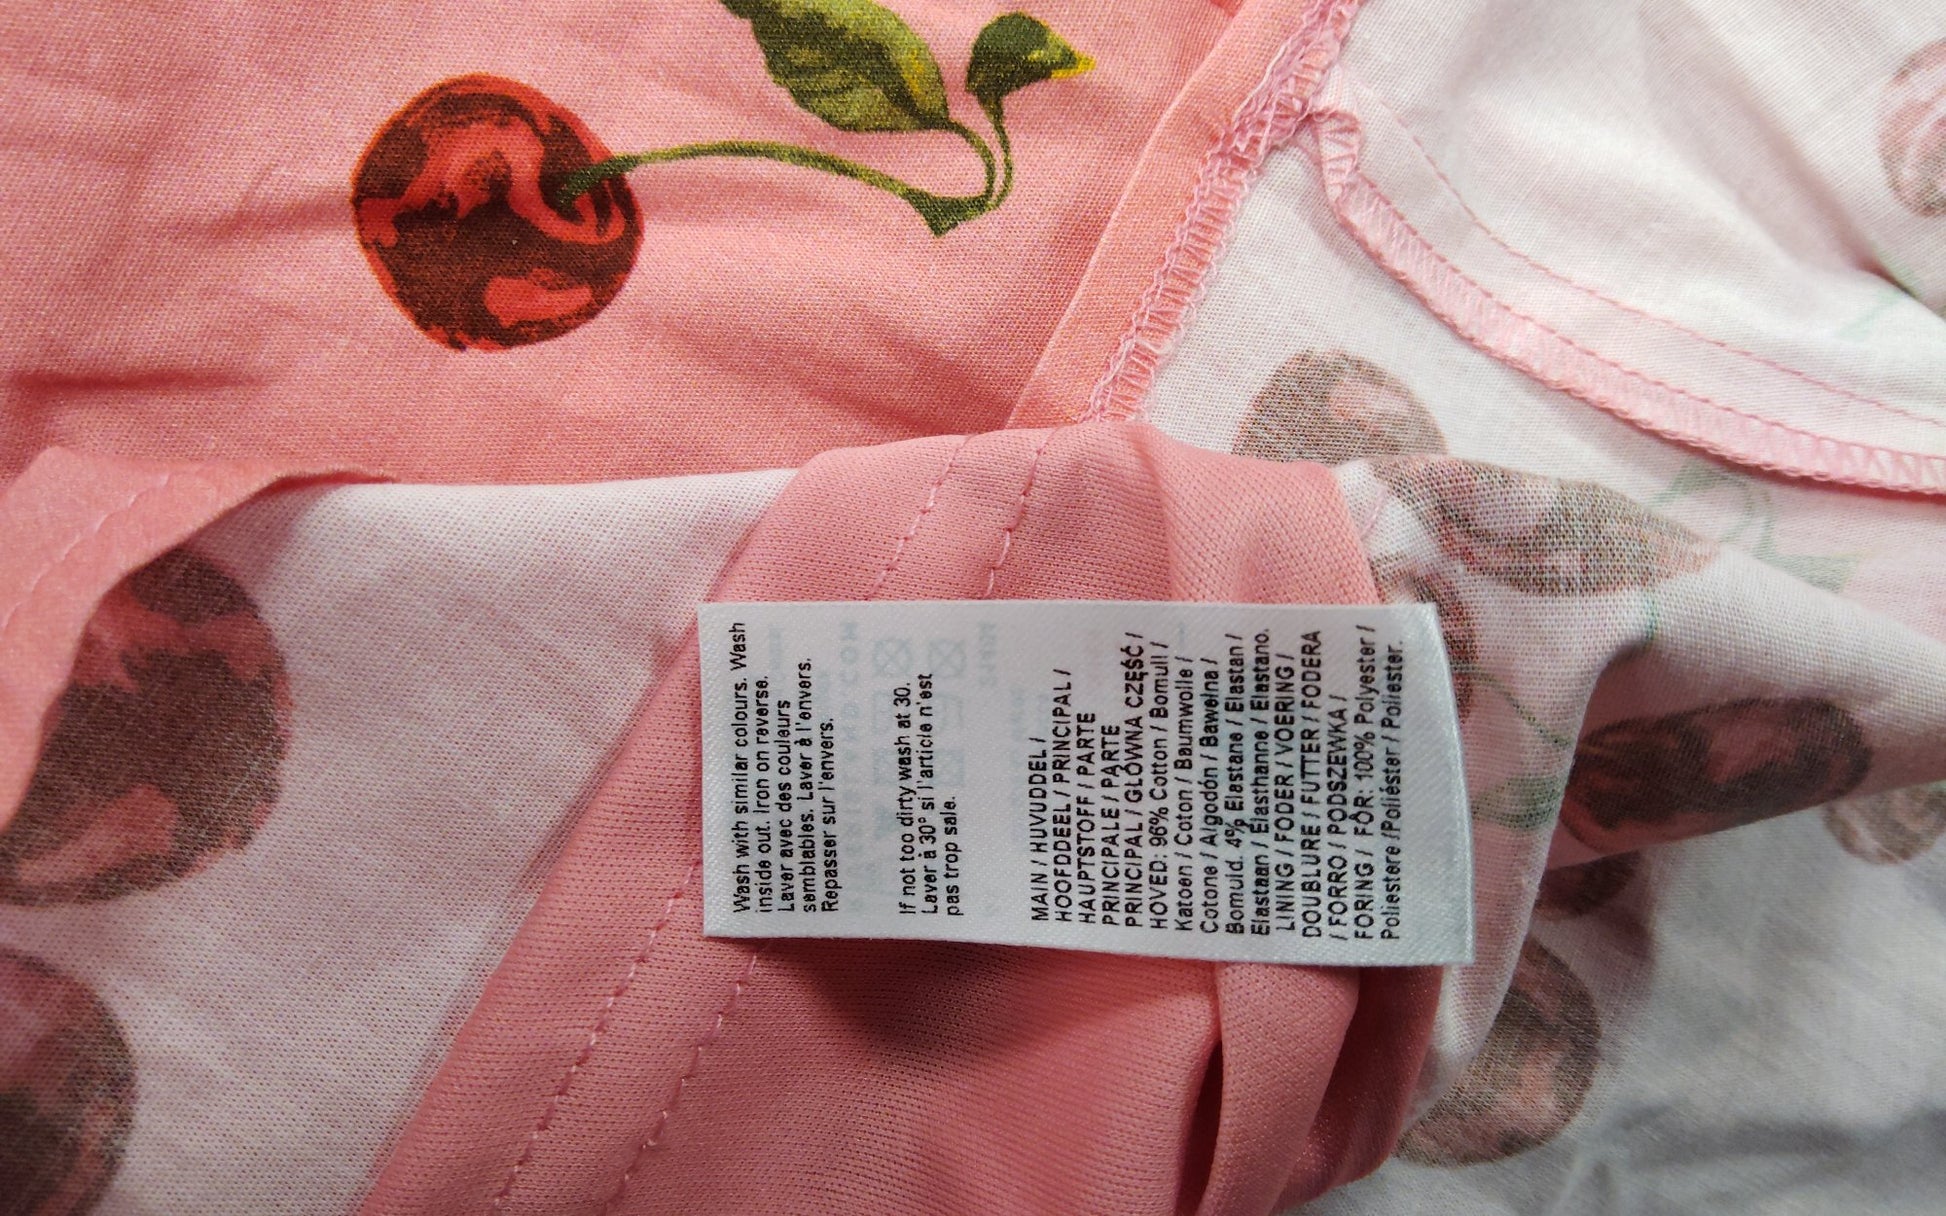 Wash with similar colours. Wash
inside out. Iron on reverse.
Laver avec des couleurs
semblables. Laver à l'envers.
Repasser sur l'envers.
If not too dirty wash at 30.
Laver à 30° si l'article n'est
pas trop sale.
MAIN / HUVUDDEL /
HOOFDDEEL / PRINCIPAL /
HAUPTSTOFF / PARTE
PRINCIPALE / PARTE
PRINCIPAL / GŁÓWNA CZĘŚĆ /
HOVED: 96% Cotton / Bomull /
Katoen / Coton / Baumwolle /
Cotone / Algodón / Bawełna /
Bomuld. 4% Elastane / Elastan /
Elastaan / Élasthanne / Elastano.
LINING / FODER / VOERING /
DOUBLURE / FUTTER / FODERA
/ FORRO / PODSZEWKA /
FORING / FÔR: 100% Polyester /
Poliestere / Poliéster / Poliester.